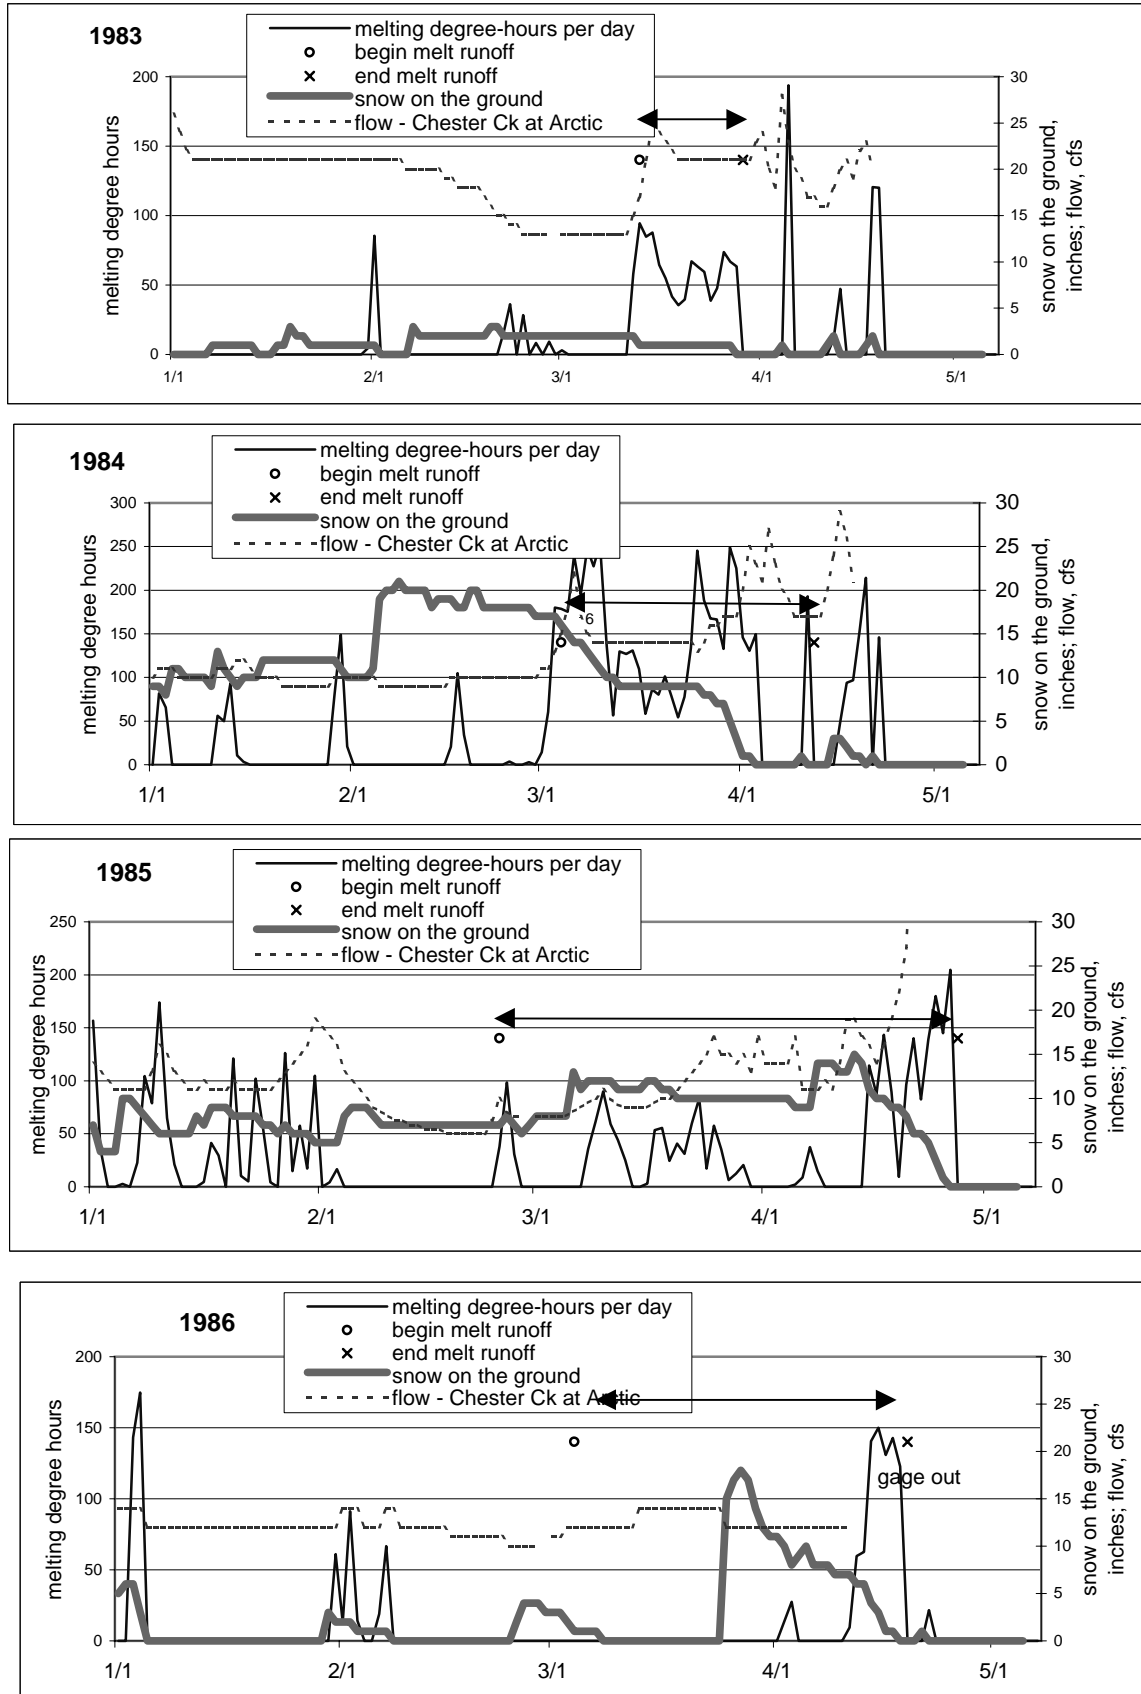 1983
melting degree-hours per day
begin melt runoff
end melt runoff
snow on the ground
flow - Chester Ck at Arctic
melting degree hours
200
150
100
50
0
30
25
20
15
10
5
0
snow on the ground,
inches; flow, cfs
1/1 2/1 3/1 4/1 5/1
1984
melting degree-hours per day
begin melt runoff
end melt runoff
snow on the ground
flow - Chester Ck at Arctic
melting degree hours
300
250
200
150
100
50
0
6
30
25
20
15
10
5
0
snow on the ground,
inches; flow, cfs
1/1 2/1 3/1 4/1 5/1
1985
melting degree-hours per day
begin melt runoff
end melt runoff
snow on the ground
flow - Chester Ck at Arctic
melting degree hours
250
200
150
100
50
0
30
25
20
15
10
5
0
snow on the ground,
inches; flow, cfs
1/1 2/1 3/1 4/1 5/1
1986
melting degree-hours per day
begin melt runoff
end melt runoff
snow on the ground
flow - Chester Ck at Arctic
melting degree hours
200
150
100
50
0
gage out
30
25
20
15
10
5
0
snow on the ground,
inches; flow, cfs
1/1 2/1 3/1 4/1 5/1